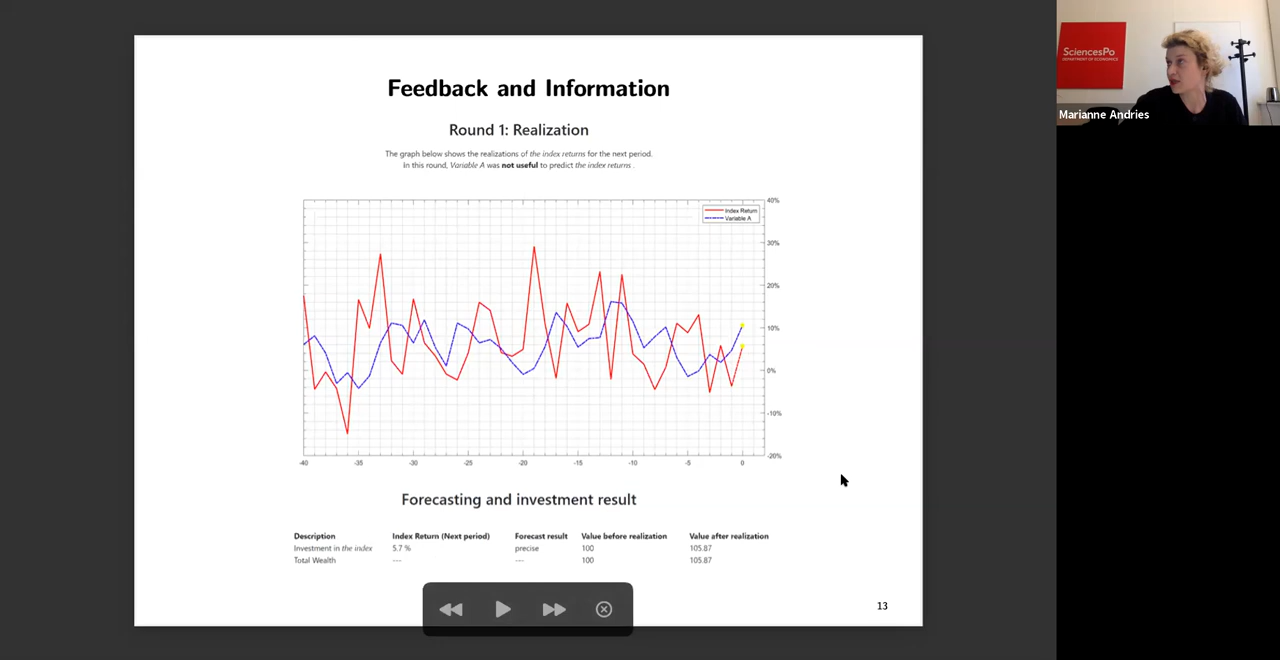 Feedback and Information
Round 1: Realization
The graph below shows the realizations of the index returns for the next period.
In this round, Variable A was not useful to predict the index returns .
Index Return
Variable A
40%
30%
20%
10%
0%
-10%
-20%
-40 -35 -30 -25 -20 -15 -10 -5 0
Forecasting and investment result
Description Index Return (Next period) Forecast result Value before realization Value after realization
Investment in the index 5.7 % precise 100 105.87
Total Wealth --- --- 100 105.87
13
SciencesPo
DEPARTMENT OF ECONOMICS
Marianne Andries